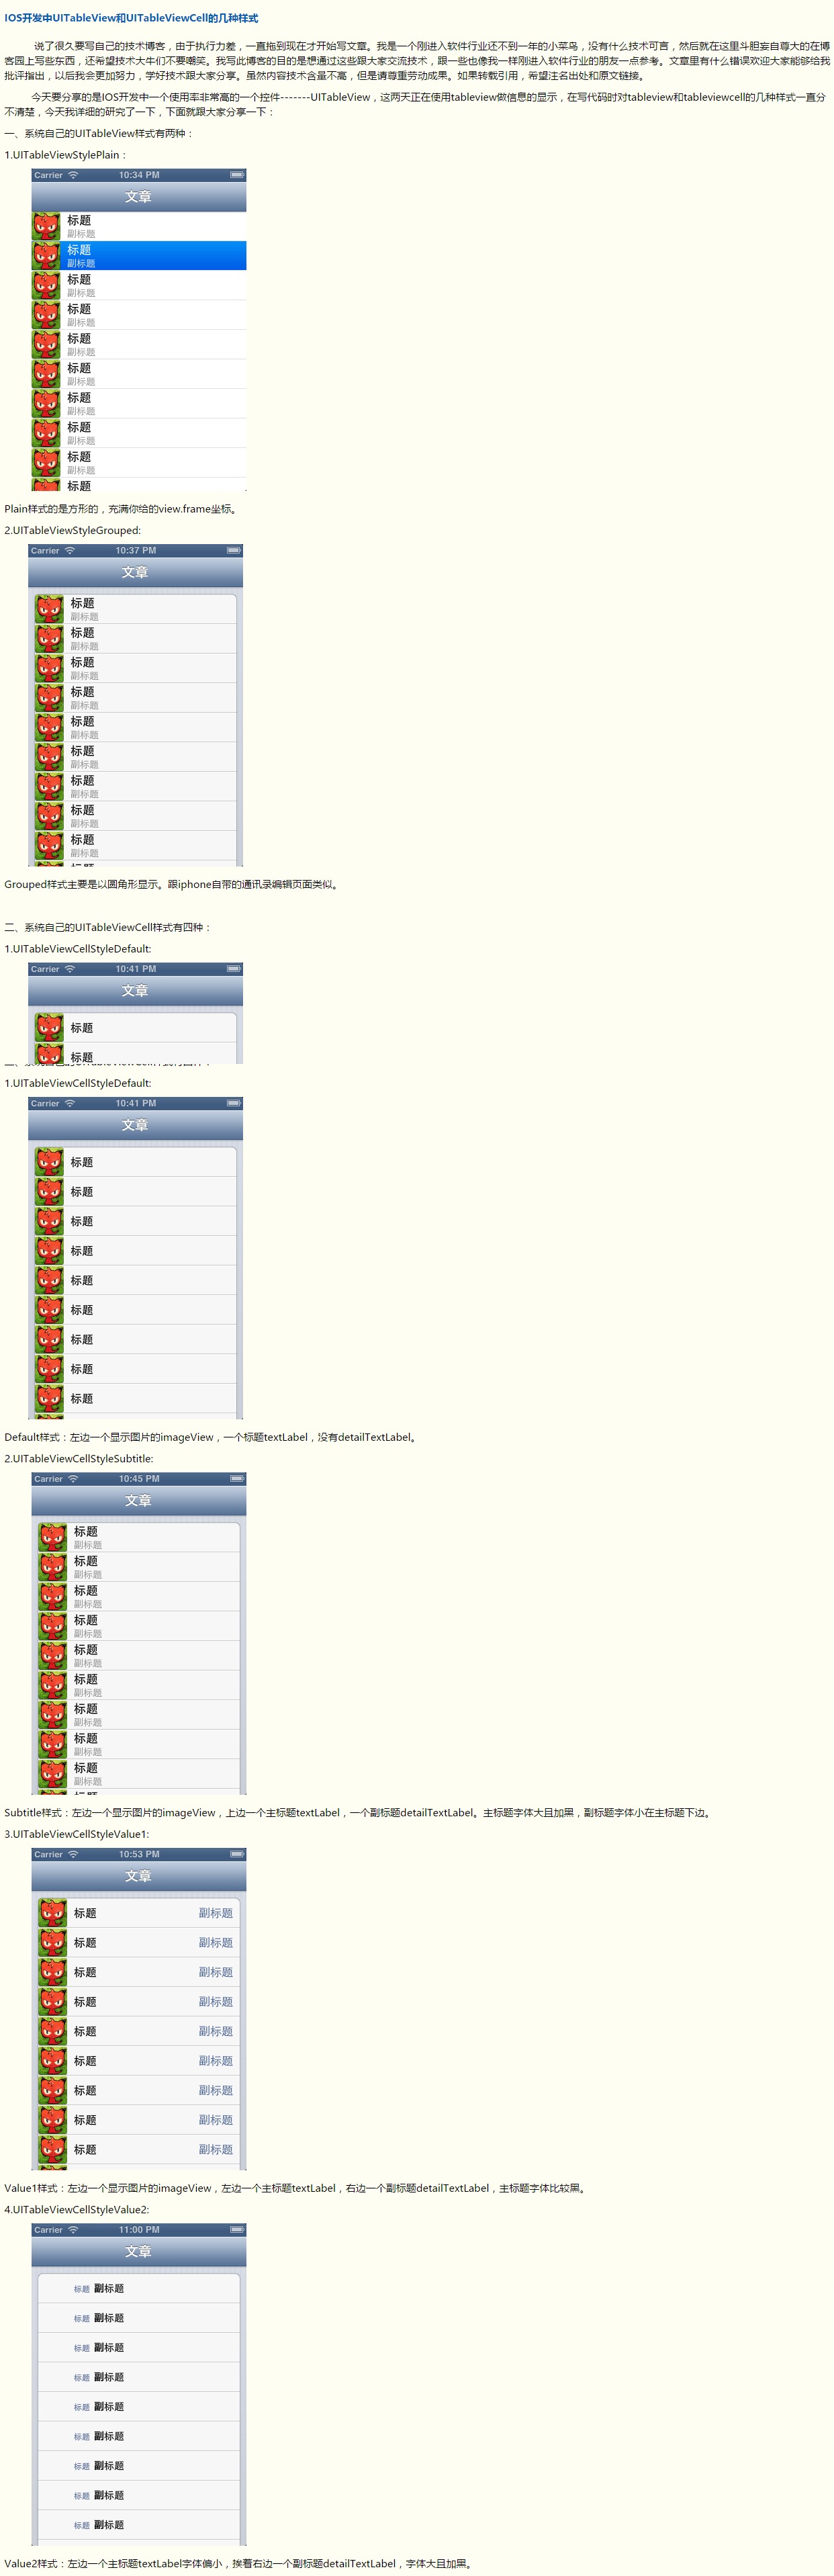 IOS开发中UITableView和UITableViewCell的几种样式
说了很久要写自己的技术博客，由于执行力差，一直拖到现在才开始写文章。我是一个刚进入软件行业还不到一年的小菜鸟，没有什么技术可言，然后就在这里斗胆妄自尊大的在博
客园上写些东西，还希望技术大牛们不要嘲笑。我写此博客的目的是想通过这些跟大家交流技术，跟一些也像我一样刚进入软件行业的朋友一点参考。文章里有什么错误欢迎大家能够给我
批评指出，以后我会更加努力，学好技术跟大家分享。虽然内容技术含量不高，但是请尊重劳动成果。如果转载引用，希望注名出处和原文链接。
今天要分享的是IOS开发中一个使用率非常高的一个控件-------UITableView，这两天正在使用tableview做信息的显示，在写代码时对tableview和tableviewcell的几种样式一直分
不清楚，今天我详细的研究了一下，下面就跟大家分享一下：
一、系统自己的UITableView样式有两种：
1.UITableViewStylePlain：
Carrier 10:34 PM
文章
标题
副标题
标题
副标题
标题
副标题
标题
副标题
标题
副标题
标题
副标题
标题
副标题
标题
副标题
标题
副标题
标题
Plain样式的是方形的，充满你给的view.frame坐标。
2.UITableViewStyleGrouped:
Carrier 10:37 PM
文章
标题
副标题
标题
副标题
标题
副标题
标题
副标题
标题
副标题
标题
副标题
标题
副标题
标题
副标题
标题
副标题
Grouped样式主要是以圆角形显示。跟iphone自带的通讯录编辑页面类似。
二、系统自己的UITableViewCell样式有四种：
1.UITableViewCellStyleDefault:
Carrier 10:41 PM
文章
标题
标题
1.UITableViewCellStyleDefault:
Carrier 10:41 PM
文章
标题
标题
标题
标题
标题
标题
标题
标题
标题
Default样式：左边一个显示图片的imageView，一个标题textLabel，没有detailTextLabel。
2.UITableViewCellStyleSubtitle:
Carrier 10:45 PM
文章
标题
副标题
标题
副标题
标题
副标题
标题
副标题
标题
副标题
标题
副标题
标题
副标题
标题
副标题
标题
副标题
Subtitle样式：左边一个显示图片的imageView，上边一个主标题textLabel，一个副标题detailTextLabel。主标题字体大且加黑，副标题字体小在主标题下边。
3.UITableViewCellStyleValue1:
Carrier 10:53 PM
文章
标题 副标题
标题 副标题
标题 副标题
标题 副标题
标题 副标题
标题 副标题
标题 副标题
标题 副标题
标题 副标题
Value1样式：左边一个显示图片的imageView，左边一个主标题textLabel，右边一个副标题detailTextLabel，主标题字体比较黑。
4.UITableViewCellStyleValue2:
Carrier 11:00 PM
文章
标题 副标题
标题 副标题
标题 副标题
标题 副标题
标题 副标题
标题 副标题
标题 副标题
标题 副标题
标题 副标题
Value2样式：左边一个主标题textLabel字体偏小，挨着右边一个副标题detailTextLabel，字体大且加黑。